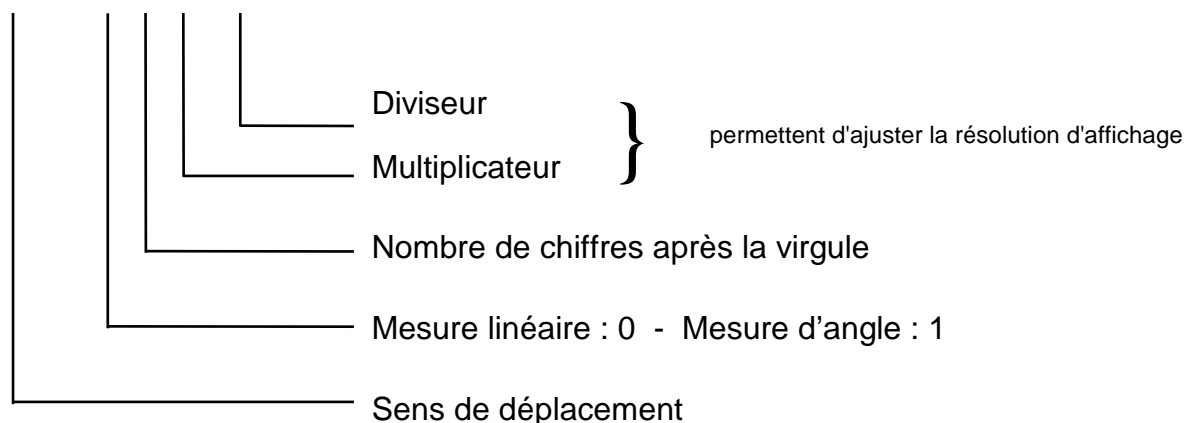 Diviseur
permettent d'ajuster la résolution d'affichage
Multiplicateur
Nombre de chiffres après la virgule
Mesure linéaire : 0 - Mesure d’angle : 1
Sens de déplacement